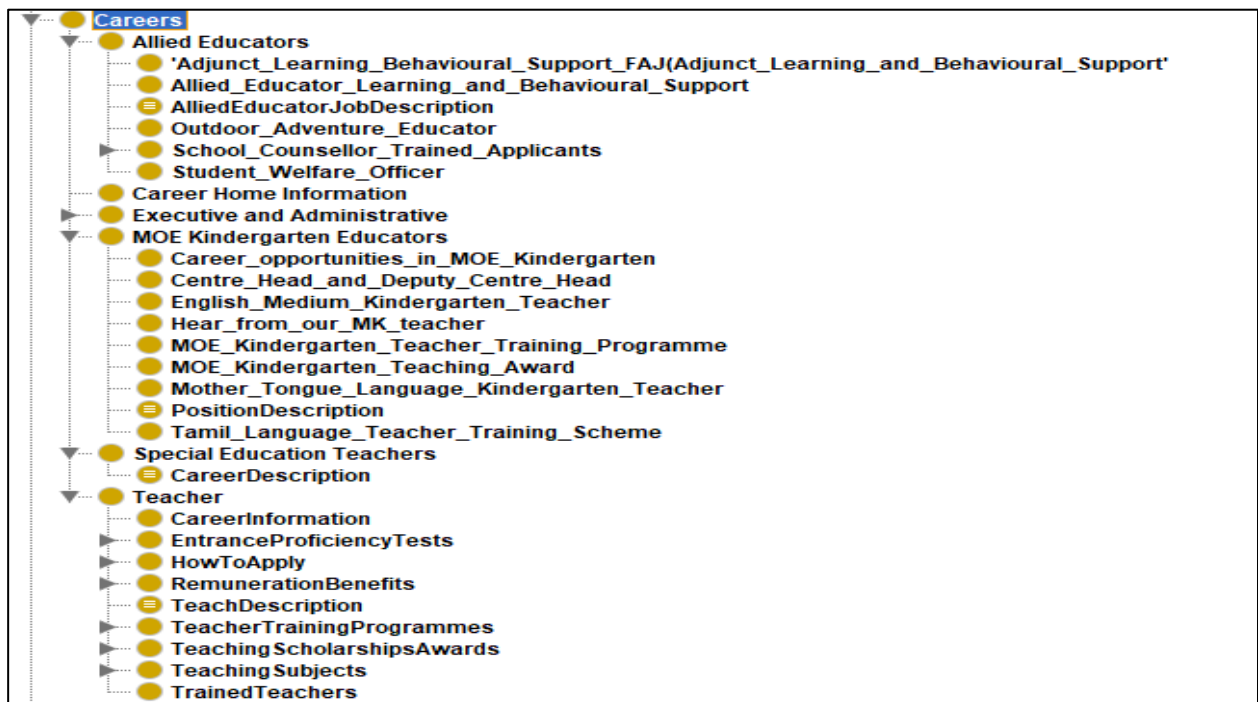 Careers
Allied Educators
'Adjunct_Learning_Behavioural_Support_FAJ(Adjunct_Learning_and_Behavioural_Support'
Allied_Educator_Learning_and_Behavioural_Support
AlliedEducatorJobDescription
Outdoor_Adventure_Educator
School_Counsellor_Trained_Applicants
Student_Welfare_Officer
Career Home Information
Executive and Administrative
MOE Kindergarten Educators
Career_opportunities_in_MOE_Kindergarten
Centre_Head_and_Deputy_Centre_Head
English_Medium_Kindergarten_Teacher
Hear_from_our_MK_teacher
MOE_Kindergarten_Teacher_Training_Programme
MOE_Kindergarten_Teaching_Award
Mother_Tongue_Language_Kindergarten_Teacher
PositionDescription
Tamil_Language_Teacher_Training_Scheme
Special Education Teachers
CareerDescription
Teacher
CareerInformation
EntranceProficiencyTests
HowToApply
RemunerationBenefits
TeachDescription
TeacherTrainingProgrammes
TeachingScholarshipsAwards
TeachingSubjects
TrainedTeachers